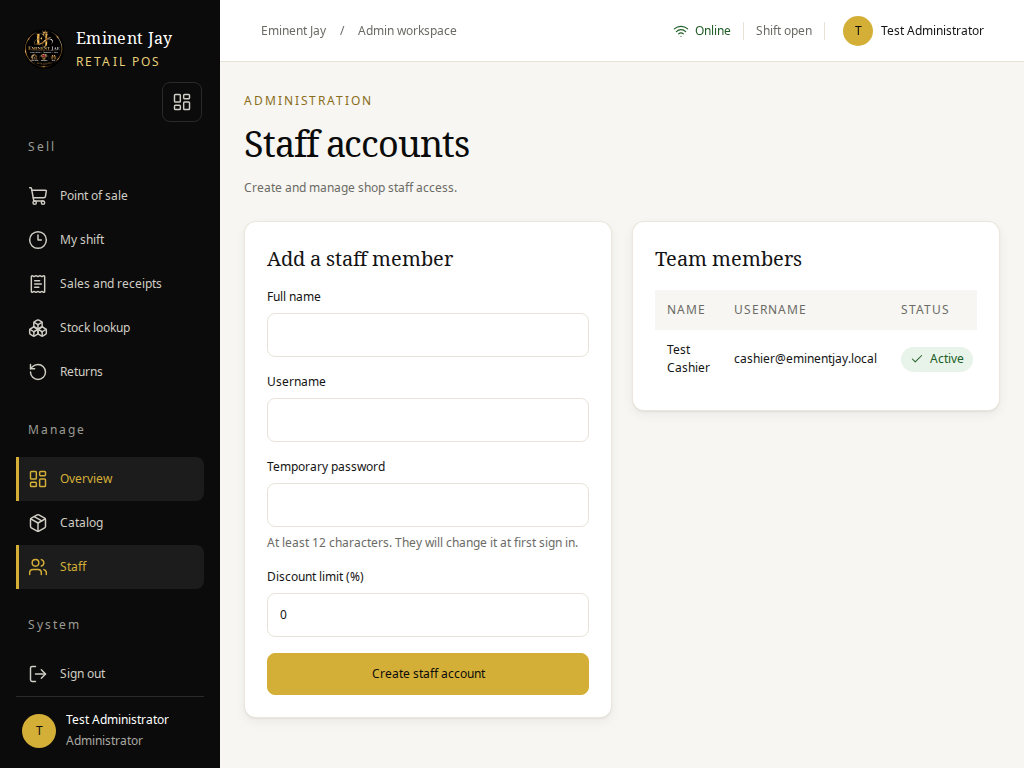 Eminent Jay
RETAIL POS
Sell
Point of sale
My shift
Sales and receipts
Stock lookup
Returns
Manage
Overview
Catalog
Staff
System
Sign out
T
Test Administrator
Administrator
Eminent Jay / Admin workspace
Online
Shift open
T
Test Administrator
ADMINISTRATION
Staff accounts
Create and manage shop staff access.
Add a staff member
Full name
Username
Temporary password
At least 12 characters. They will change it at first sign in.
Discount limit (%)
0
Create staff account
Team members
NAME USERNAME STATUS
Test
Cashier
cashier@eminentjay.local
Active